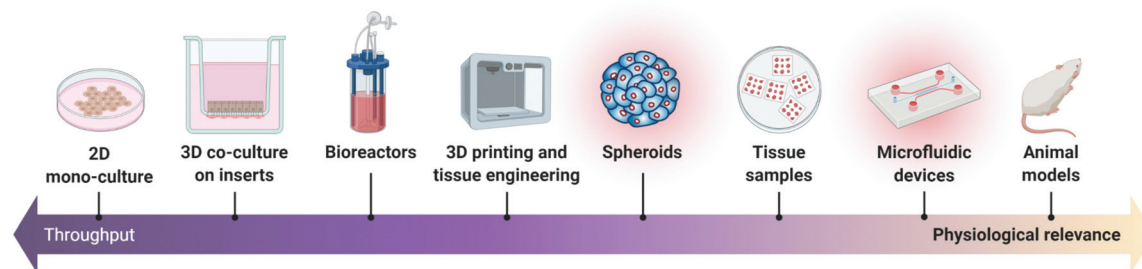 2D
mono-culture
3D co-culture
on inserts
Bioreactors
3D printing and
tissue engineering
Spheroids
Tissue
samples
Microfluidic
devices
Animal
models
Throughput
Physiological relevance